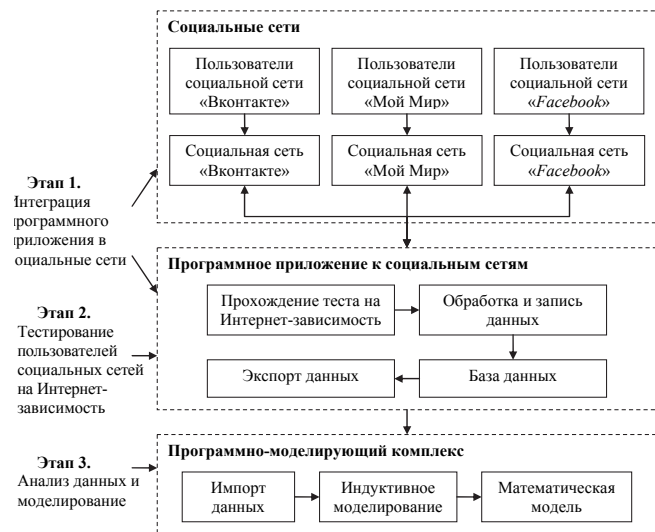 Социальные сети
Пользователи
социальной сети
«Вконтакте»
Пользователи
социальной сети
«Мой Мир»
Пользователи
социальной сети
«Facebook»
Социальная сеть
«Вконтакте»
Социальная сеть
«Мой Мир»
Социальная сеть
«Facebook»
Этап 1.
Интеграция
программного
приложения в
социальные сети
Программное приложение к социальным сетям
Прохождение теста на
Интернет-зависимость
Обработка и запись
данных
Экспорт данных
База данных
Этап 2.
Тестирование
пользователей
социальных сетей
на Интернет-
зависимость
Программно-моделирующий комплекс
Импорт
данных
Индуктивное
моделирование
Математическая
модель
Этап 3.
Анализ данных и
моделирование